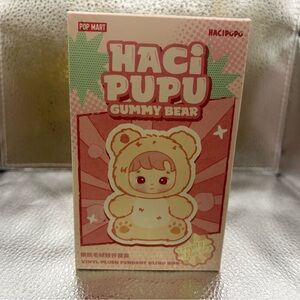 POP MART
HACIPUPU
HACi
PUPU
GUMMY BEAR
VINYL PLUSH PENDANT BLIND BOX